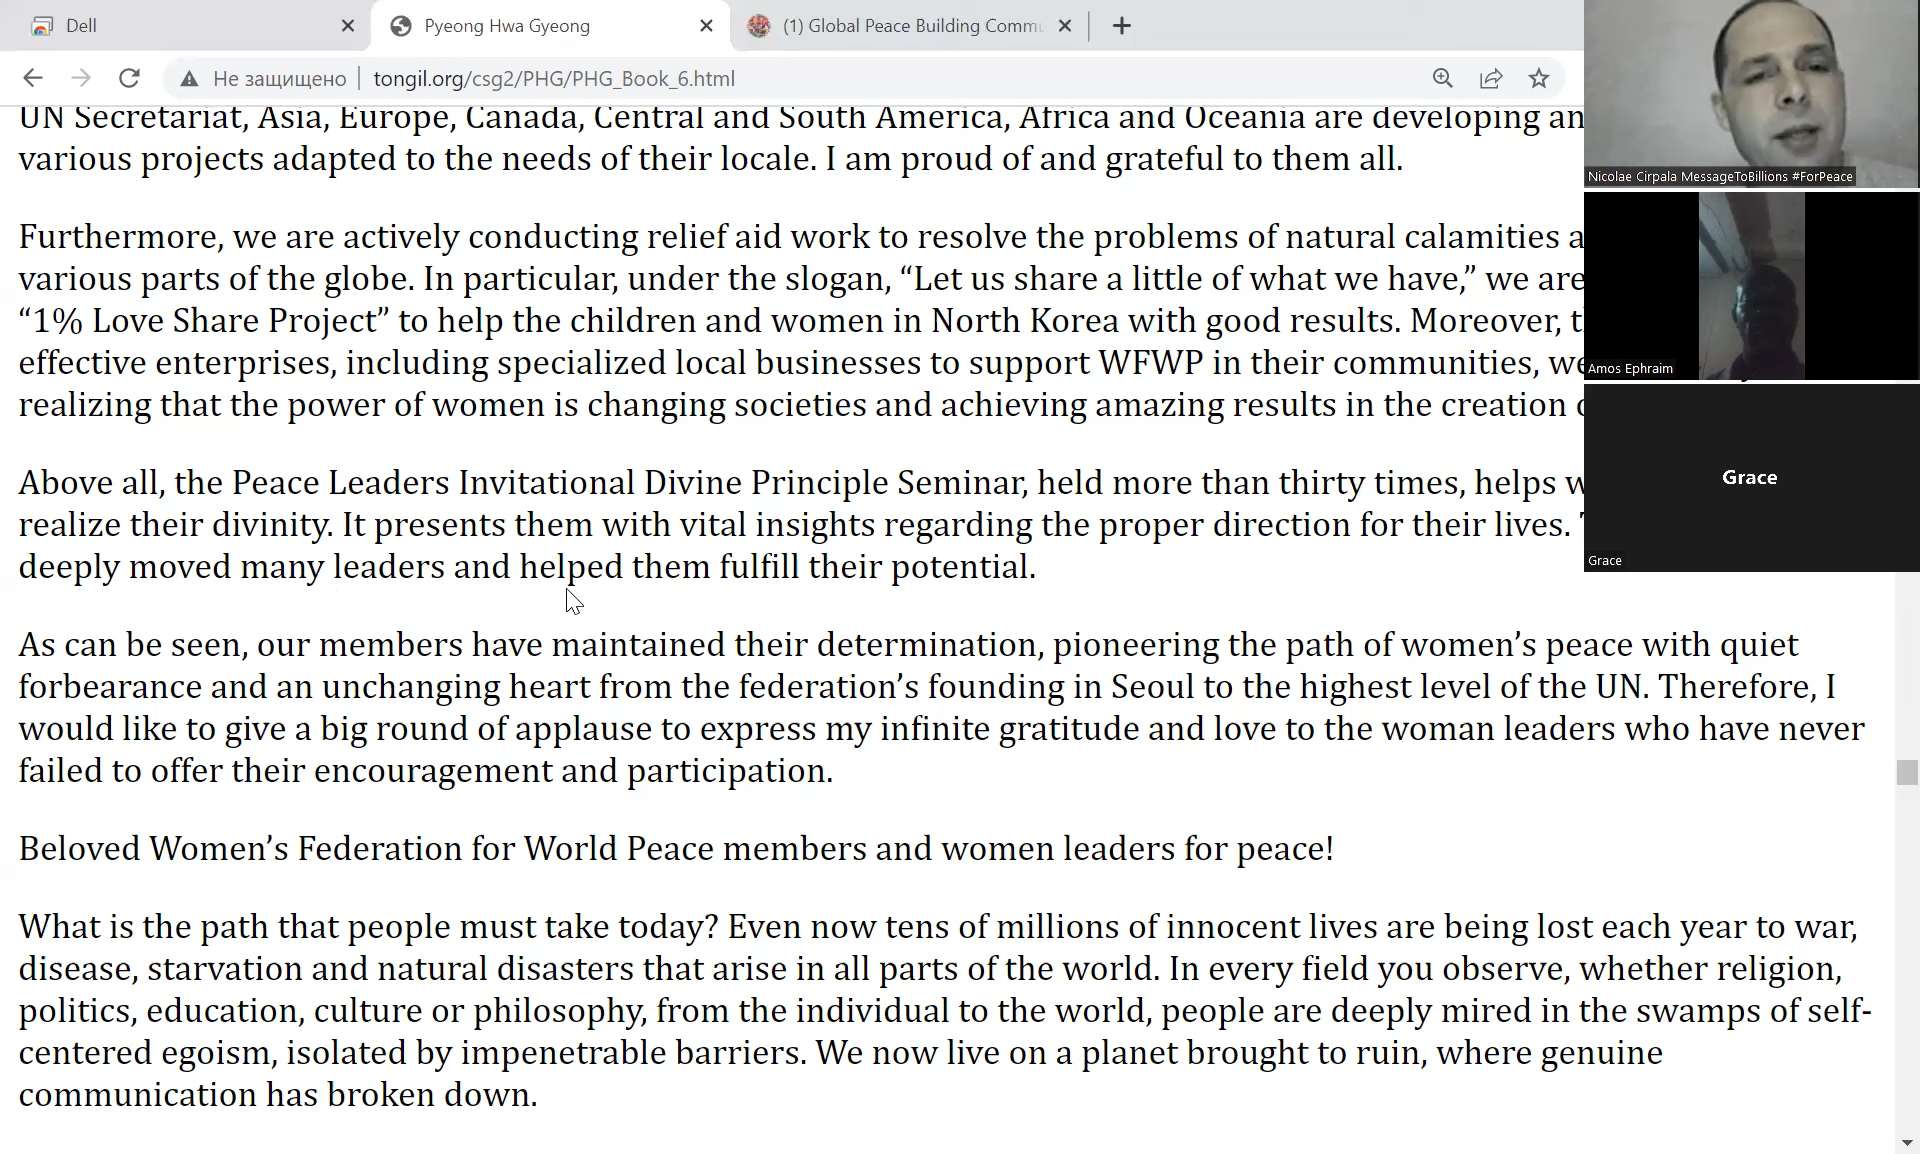 Dell
Pyeong Hwa Gyeong
(1) Global Peace Building Comm
Не защищено
tongil.org/csg2/PHG/PHG_Book_6.html
UN Secretariat, Asia, Europe, Canada, Central and South America, Africa and Oceania are developing an
various projects adapted to the needs of their locale. I am proud of and grateful to them all.
Furthermore, we are actively conducting relief aid work to resolve the problems of natural calamities a
various parts of the globe. In particular, under the slogan, “Let us share a little of what we have,” we are
“1% Love Share Project” to help the children and women in North Korea with good results. Moreover, t
effective enterprises, including specialized local businesses to support WFWP in their communities, we
realizing that the power of women is changing societies and achieving amazing results in the creation
Above all, the Peace Leaders Invitational Divine Principle Seminar, held more than thirty times, helps w
realize their divinity. It presents them with vital insights regarding the proper direction for their lives.
deeply moved many leaders and helped them fulfill their potential.
As can be seen, our members have maintained their determination, pioneering the path of women’s peace with quiet
forbearance and an unchanging heart from the federation’s founding in Seoul to the highest level of the UN. Therefore, I
would like to give a big round of applause to express my infinite gratitude and love to the woman leaders who have never
failed to offer their encouragement and participation.
Beloved Women’s Federation for World Peace members and women leaders for peace!
What is the path that people must take today? Even now tens of millions of innocent lives are being lost each year to war,
disease, starvation and natural disasters that arise in all parts of the world. In every field you observe, whether religion,
politics, education, culture or philosophy, from the individual to the world, people are deeply mired in the swamps of self-
centered egoism, isolated by impenetrable barriers. We now live on a planet brought to ruin, where genuine
communication has broken down.
Nicolae Cirpala MessageToBillions #ForPeace
Amos Ephraim
Grace
Grace